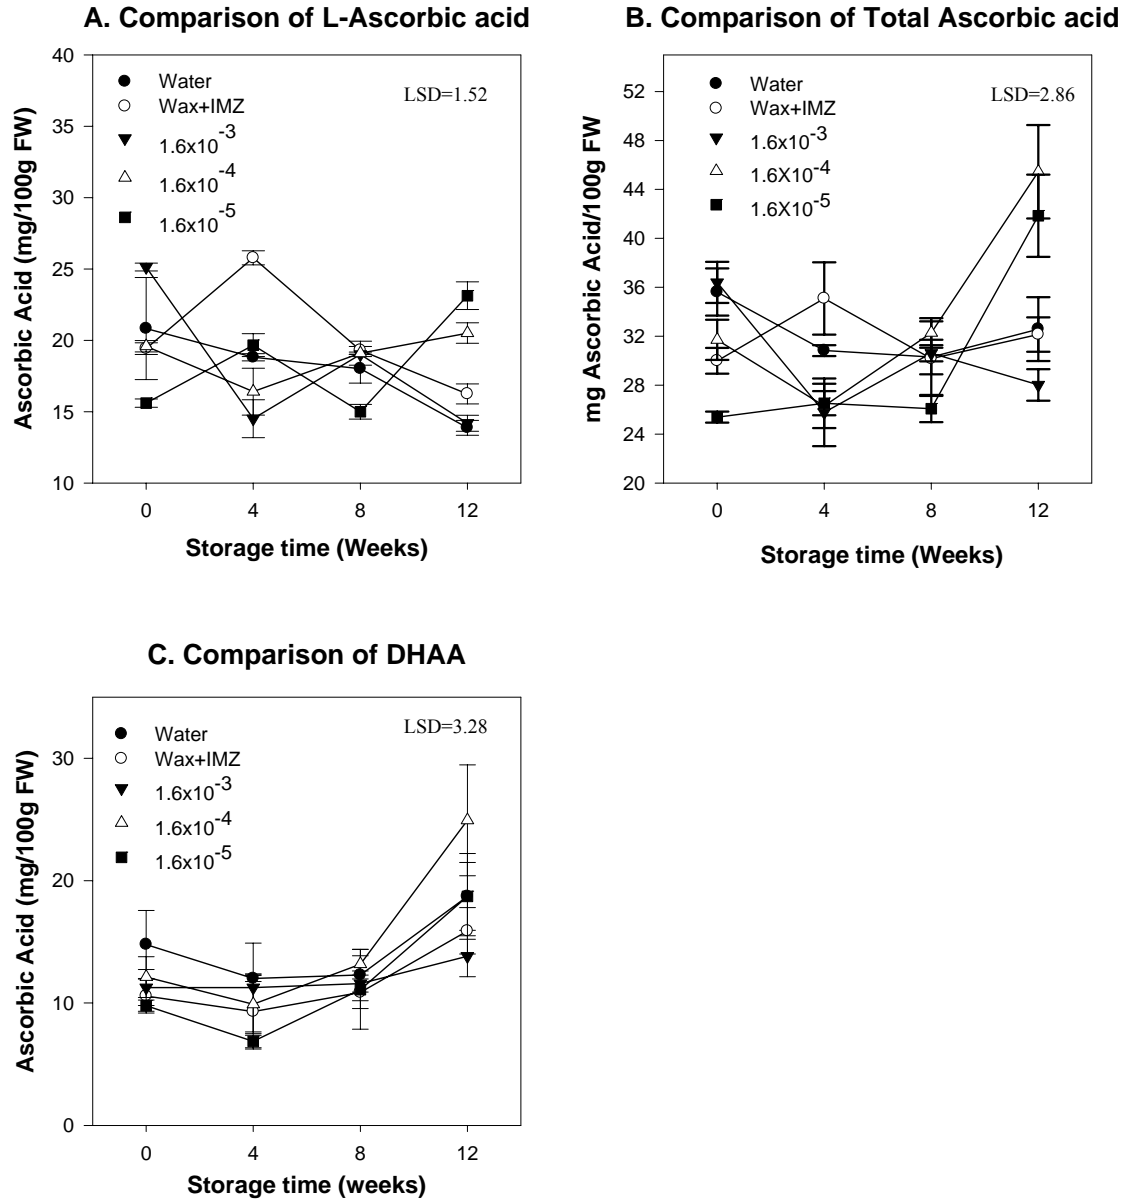 A. Comparison of L-Ascorbic acid
40
35
30
25
20
15
10
Ascorbic Acid (mg/100g FW)
Water
Wax+IMZ
1.6x10-3
1.6x10-4
1.6x10-5
LSD=1.52
0 4 8 12
Storage time (Weeks)
B. Comparison of Total Ascorbic acid
52
48
44
40
36
32
28
24
20
mg Ascorbic Acid/100g FW
Water
Wax+IMZ
1.6x10-3
1.6X10-4
1.6X10-5
LSD=2.86
0 4 8 12
Storage time (Weeks)
C. Comparison of DHAA
30
20
10
0
Ascorbic Acid (mg/100g FW)
Water
Wax+IMZ
1.6x10-3
1.6x10-4
1.6x10-5
LSD=3.28
0 4 8 12
Storage time (weeks)